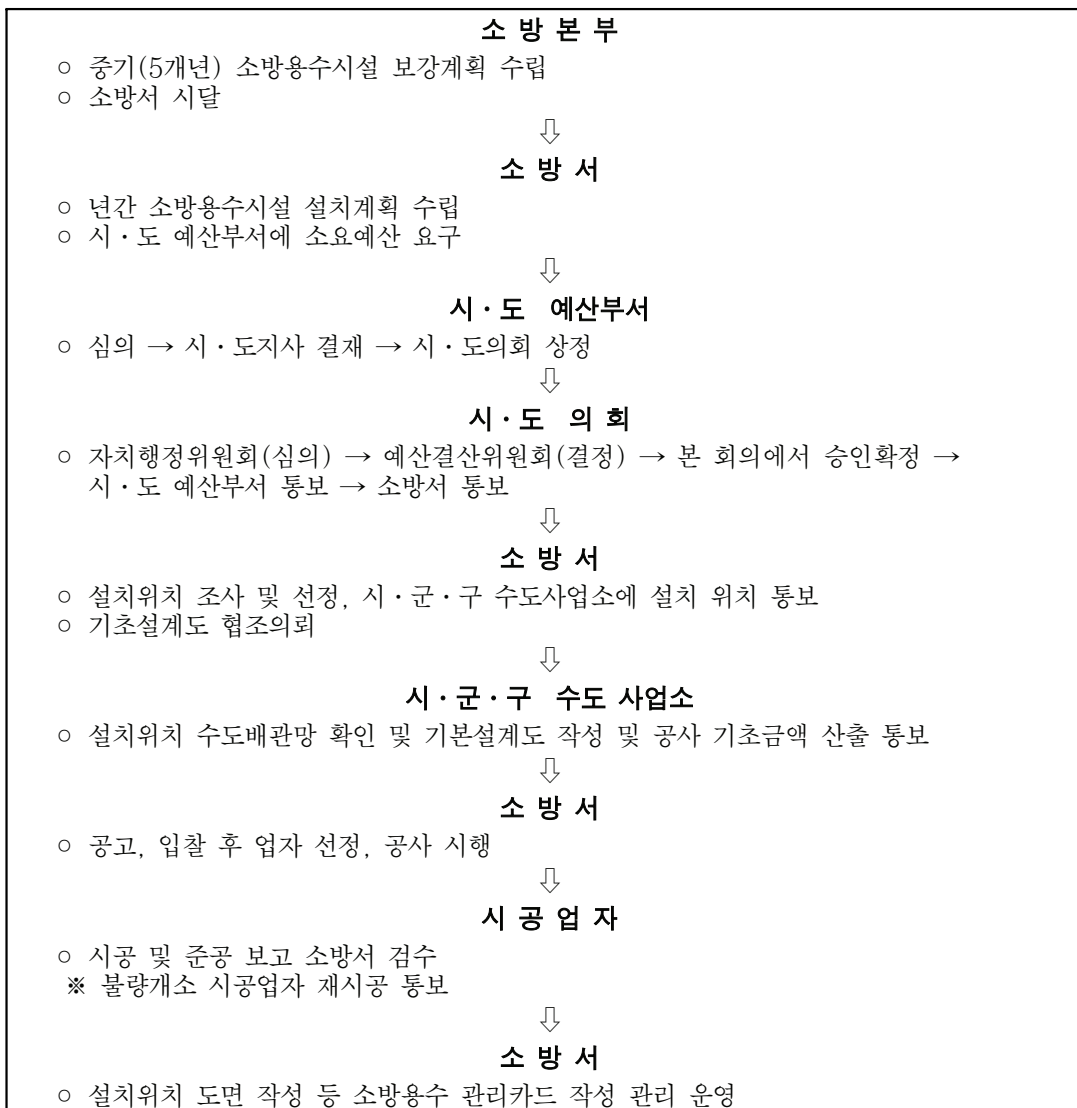 소 방 본 부
○ 중기(5개년) 소방용수시설 보강계획 수립
○ 소방서 시달
⇩
소 방 서
○ 년간 소방용수시설 설치계획 수립
○ 시・도 예산부서에 소요예산 요구
⇩
시・도 예산부서
○ 심의 → 시・도지사 결재 → 시・도의회 상정
⇩
시・도 의 회
○ 자치행정위원회(심의) → 예산결산위원회(결정) → 본 회의에서 승인확정 →
시・도 예산부서 통보 → 소방서 통보
⇩
소 방 서
○ 설치위치 조사 및 선정, 시・군・구 수도사업소에 설치 위치 통보
○ 기초설계도 협조의뢰
⇩
시・군・구 수도 사업소
○ 설치위치 수도배관망 확인 및 기본설계도 작성 및 공사 기초금액 산출 통보
⇩
소 방 서
○ 공고, 입찰 후 업자 선정, 공사 시행
⇩
시 공 업 자
○ 시공 및 준공 보고 소방서 검수
※ 불량개소 시공업자 재시공 통보
⇩
소 방 서
○ 설치위치 도면 작성 등 소방용수 관리카드 작성 관리 운영